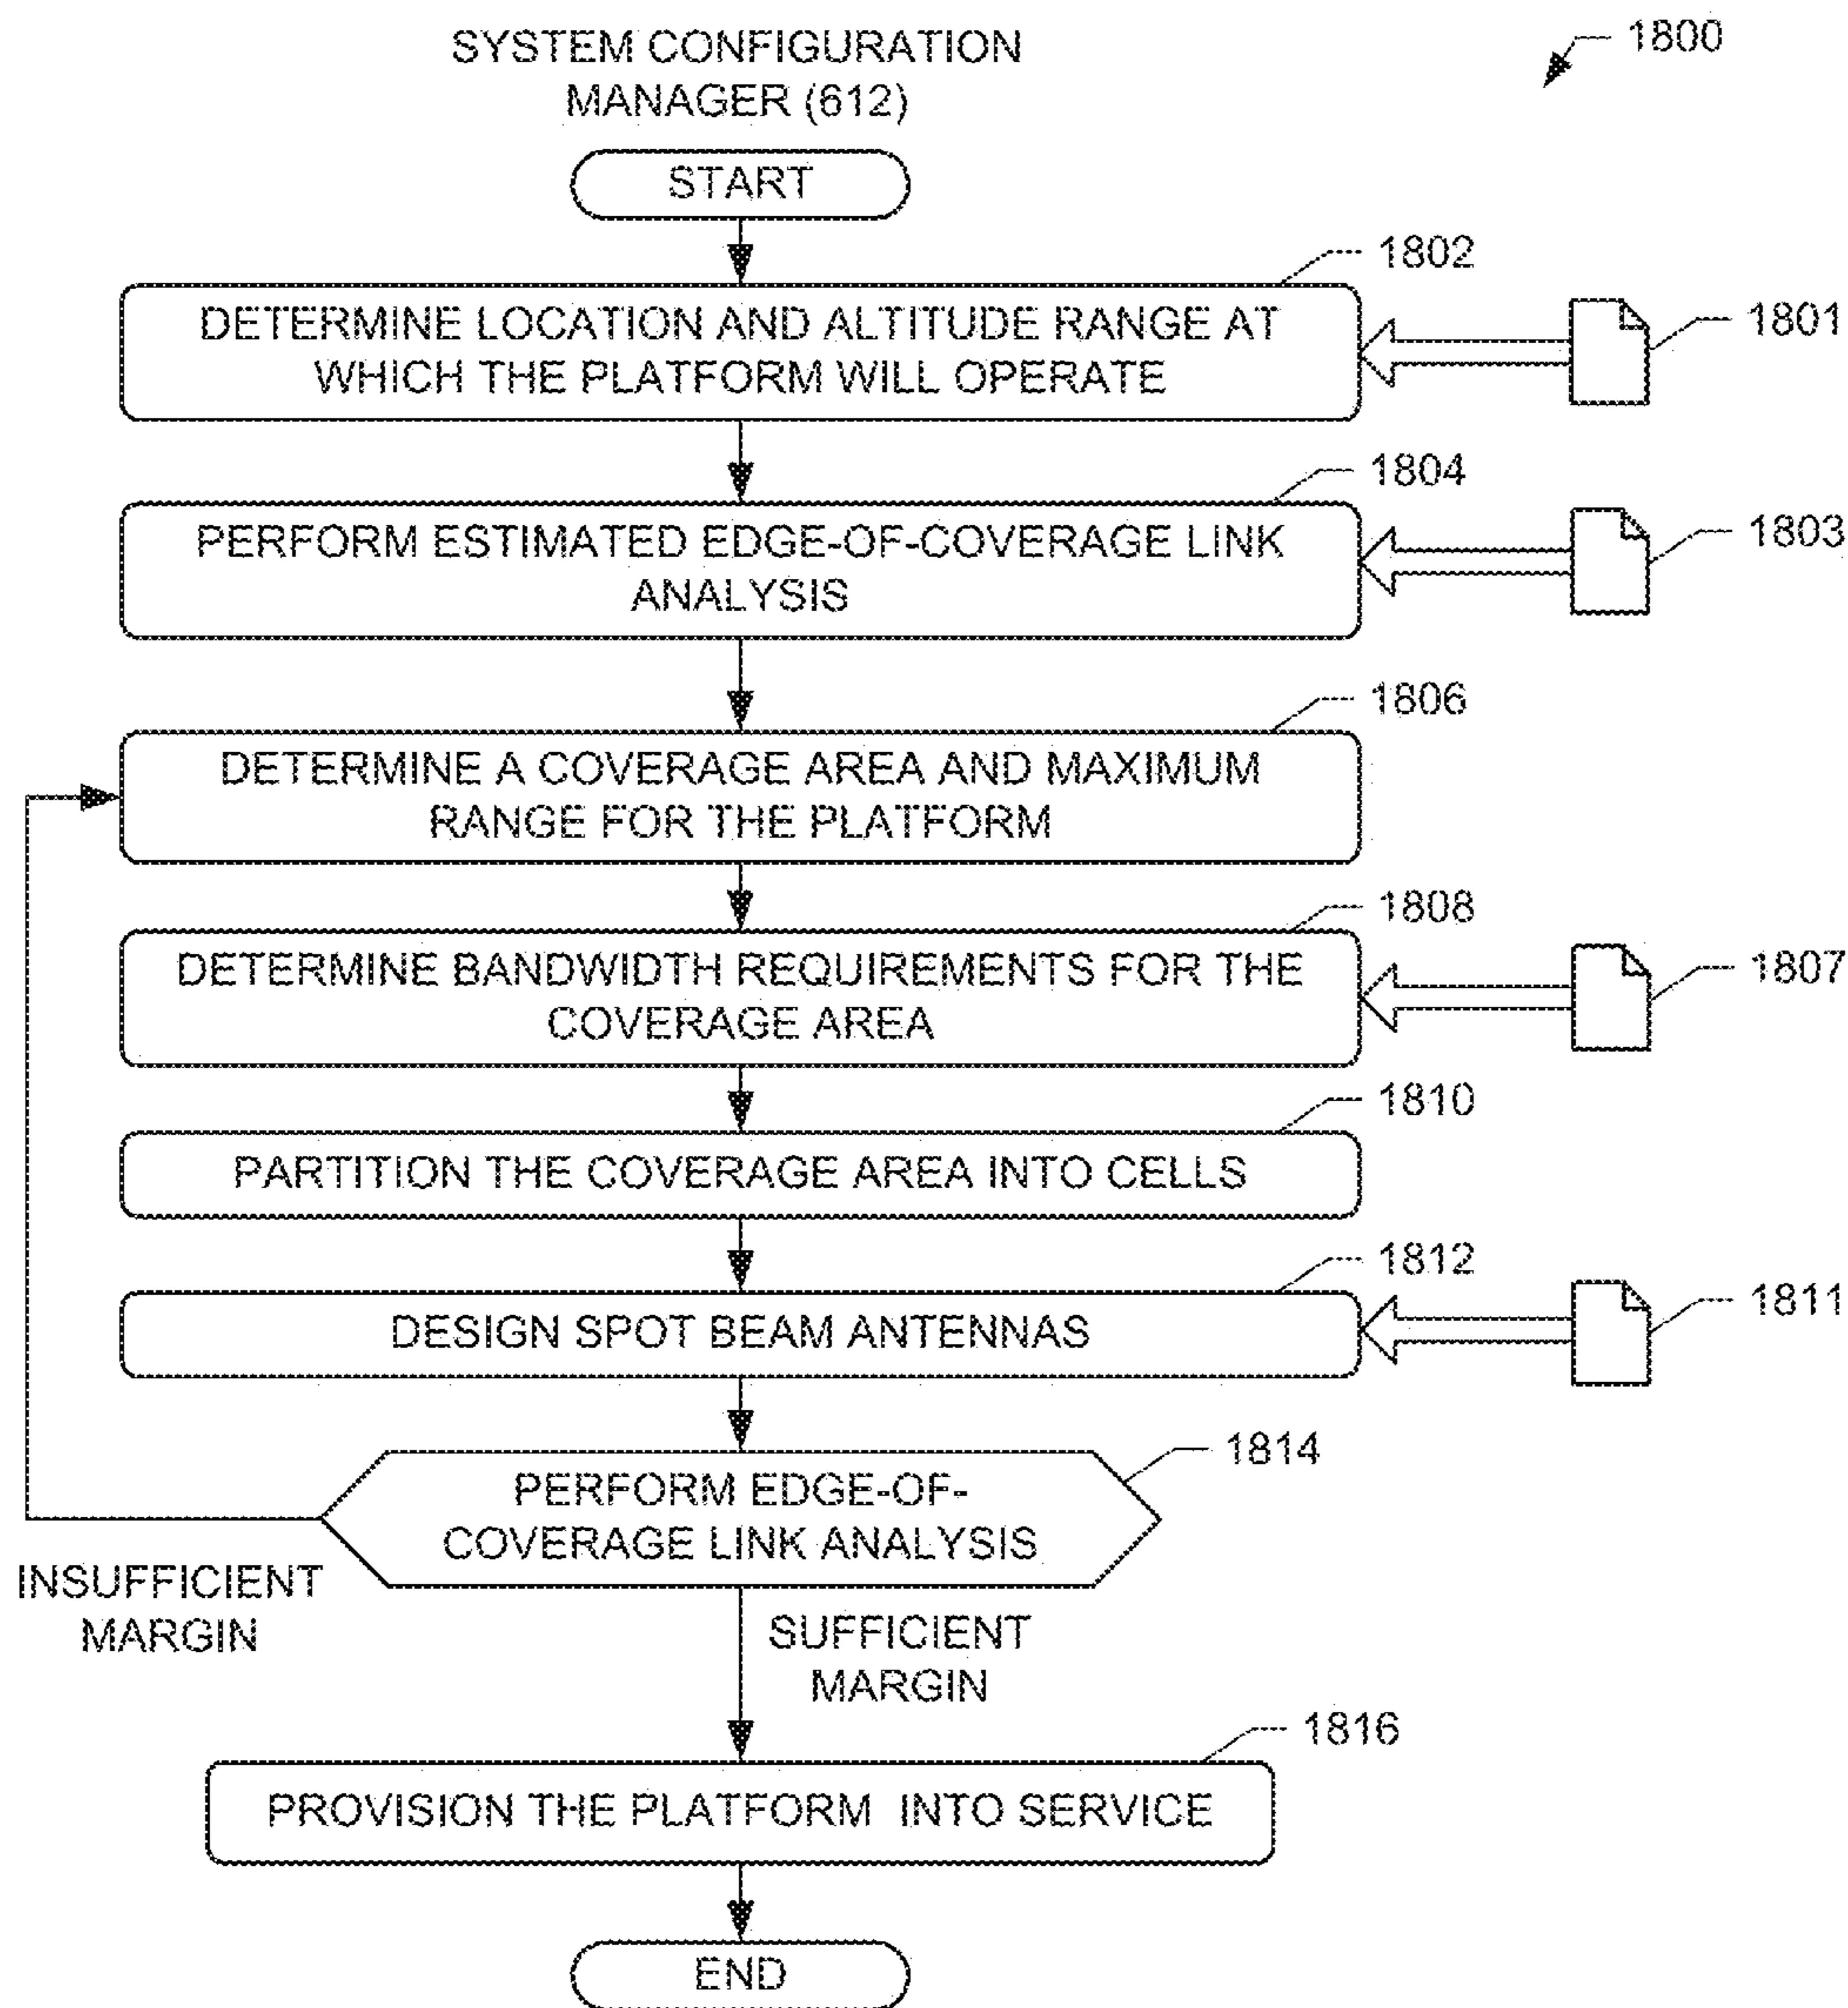 1800
SYSTEM CONFIGURATION
MANAGER (612)
START
1802
DETERMINE LOCATION AND ALTITUDE RANGE AT
WHICH THE PLATFORM WILL OPERATE
1801
1804
PERFORM ESTIMATED EDGE-OF-COVERAGE LINK
ANALYSIS
1803
1806
DETERMINE A COVERAGE AREA AND MAXIMUM
RANGE FOR THE PLATFORM
1808
DETERMINE BANDWIDTH REQUIREMENTS FOR THE
COVERAGE AREA
1807
1810
PARTITION THE COVERAGE AREA INTO CELLS
1812
DESIGN SPOT BEAM ANTENNAS
1811
1814
PERFORM EDGE-OF-
COVERAGE LINK ANALYSIS
INSUFFICIENT
MARGIN
SUFFICIENT
MARGIN
1816
PROVISION THE PLATFORM INTO SERVICE
END